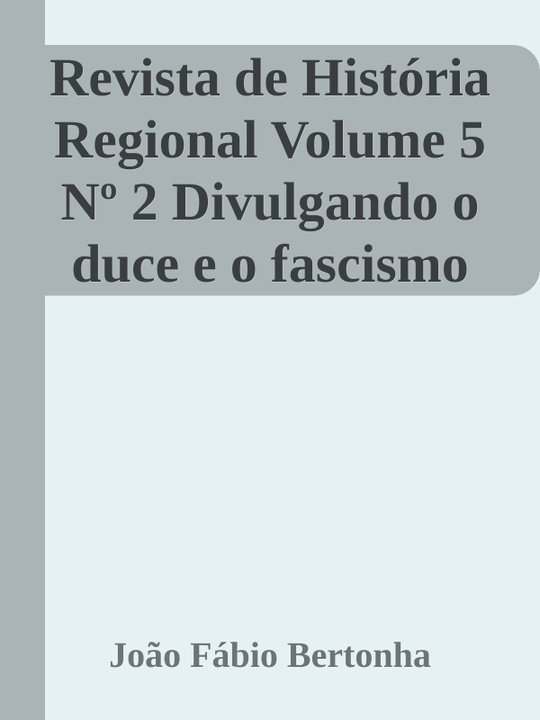 Revista de História
Regional Volume 5
Nº 2 Divulgando o
duce e o fascismo
João Fábio Bertonha